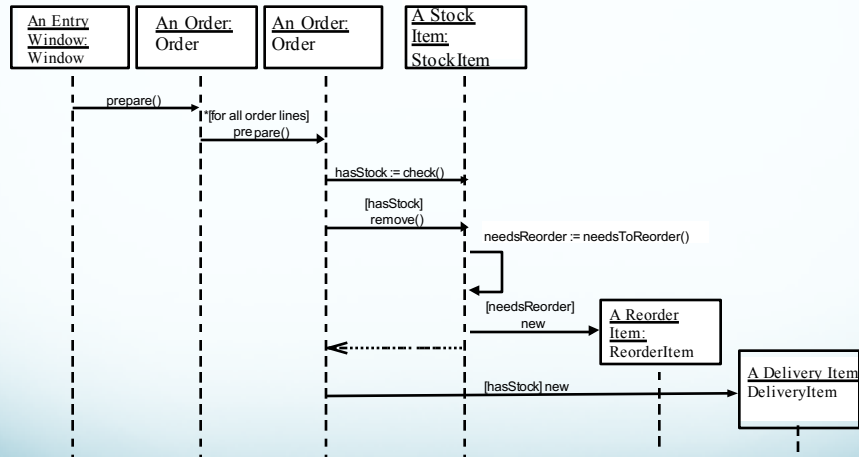 An Entry
Window:
Window
An Order:
Order
An Order:
Order
A Stock
Item:
StockItem
prepare()
*[for all order lines]
prepare()
hasStock := check()
[hasStock]
remove()
needsReorder := needsToReorder()
[needsReorder]
new
A Reorder
Item:
ReorderItem
A Delivery Item
DeliveryItem
[hasStock] new